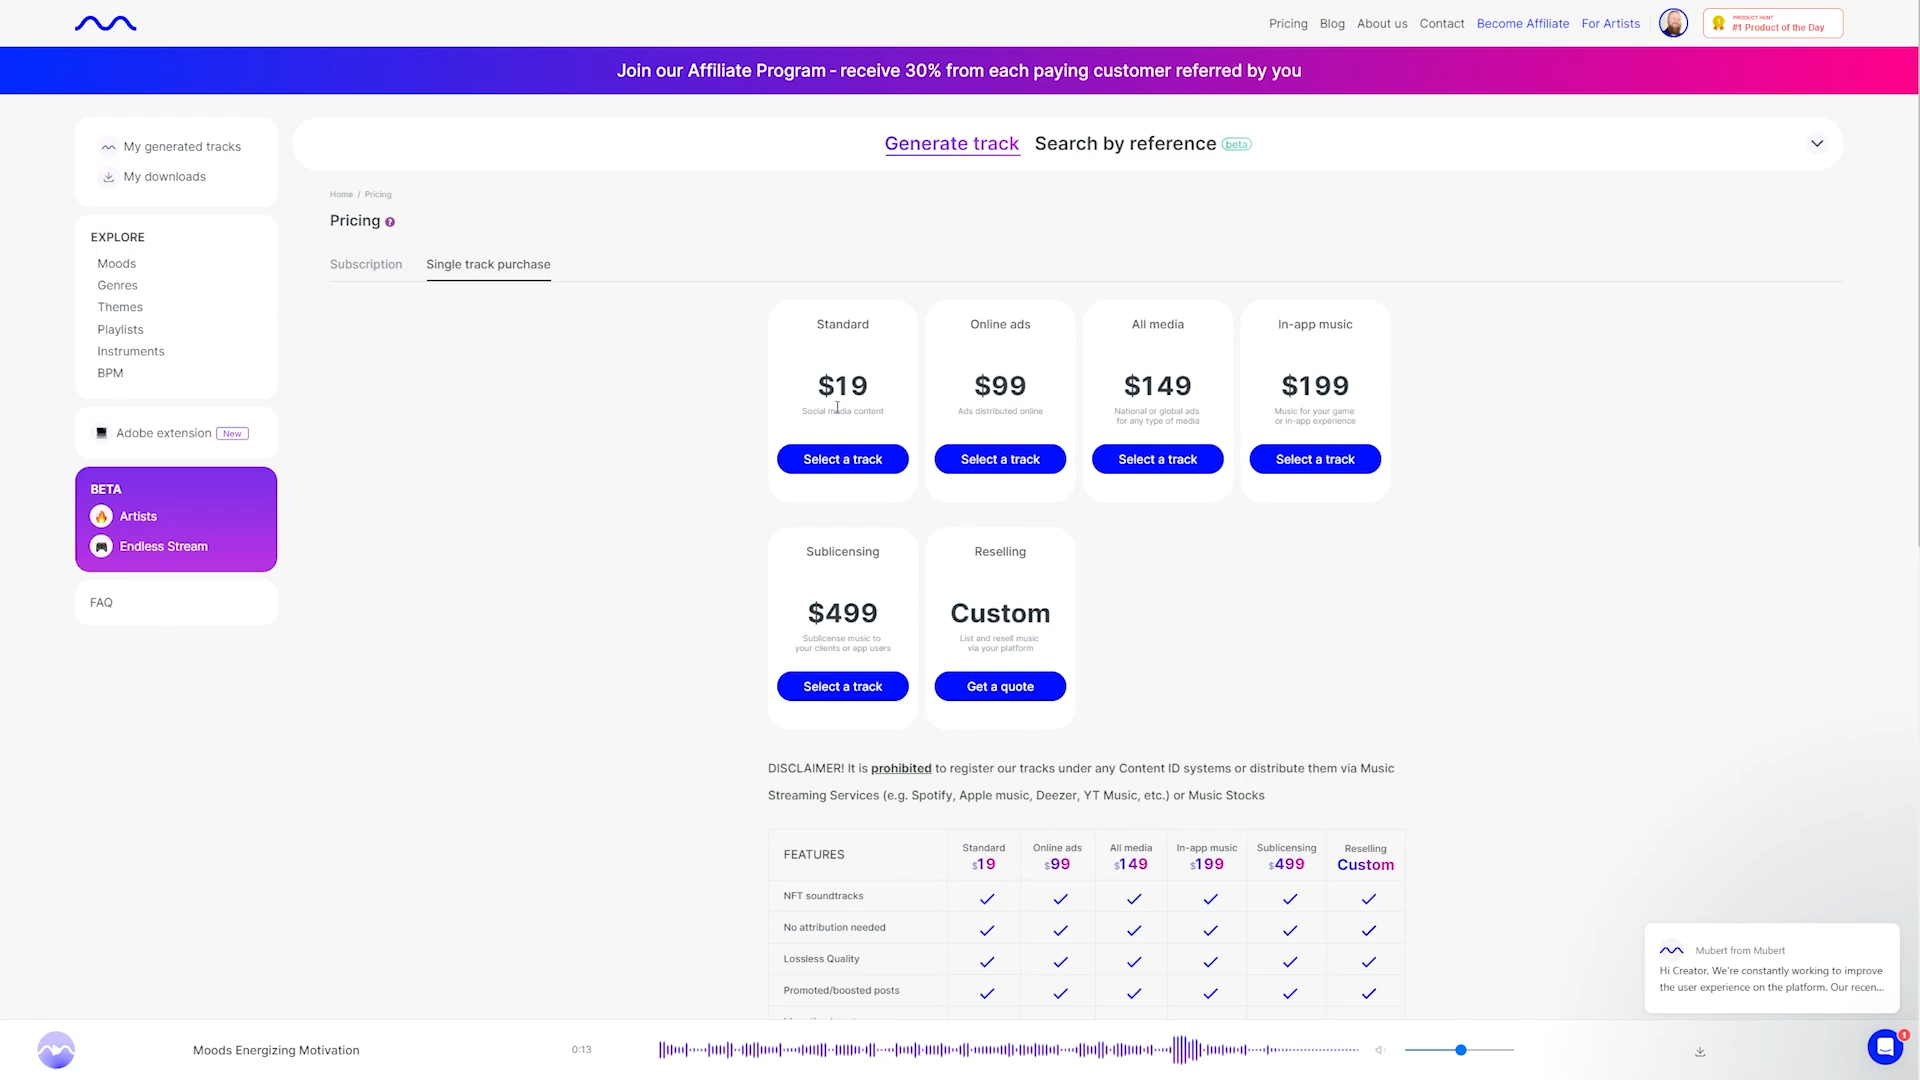 Pricing
Blog
About us
Contact
Become Affiliate
For Artists
PRODUCT HUNT
#1 Product of the Day
Join our Affiliate Program - receive 30% from each paying customer referred by you
My generated tracks
My downloads
EXPLORE
Moods
Genres
Themes
Playlists
Instruments
BPM
Adobe extension New
BETA
Artists
Endless Stream
FAQ
Generate track Search by reference beta
Home / Pricing
Pricing ?
Subscription Single track purchase
Standard
$19
Social media content
Select a track
Online ads
$99
Ads distributed online
Select a track
All media
$149
National or global ads
for any type of media
Select a track
In-app music
$199
Music for your game
or in-app experience
Select a track
Sublicensing
$499
Sublicense music to
your clients or app users
Select a track
Reselling
Custom
List and resell music
via your platform
Get a quote
DISCLAIMER! It is prohibited to register our tracks under any Content ID systems or distribute them via Music
Streaming Services (e.g. Spotify, Apple music, Deezer, YT Music, etc.) or Music Stocks
FEATURES
Standard
$19
Online ads
$99
All media
$149
In-app music
$199
Sublicensing
$499
Reselling
Custom
NFT soundtracks
No attribution needed
Lossless Quality
Promoted/boosted posts
Mubert from Mubert
Hi Creator, We're constantly working to improve
the user experience on the platform. Our recen...
Moods Energizing Motivation
0:13
1